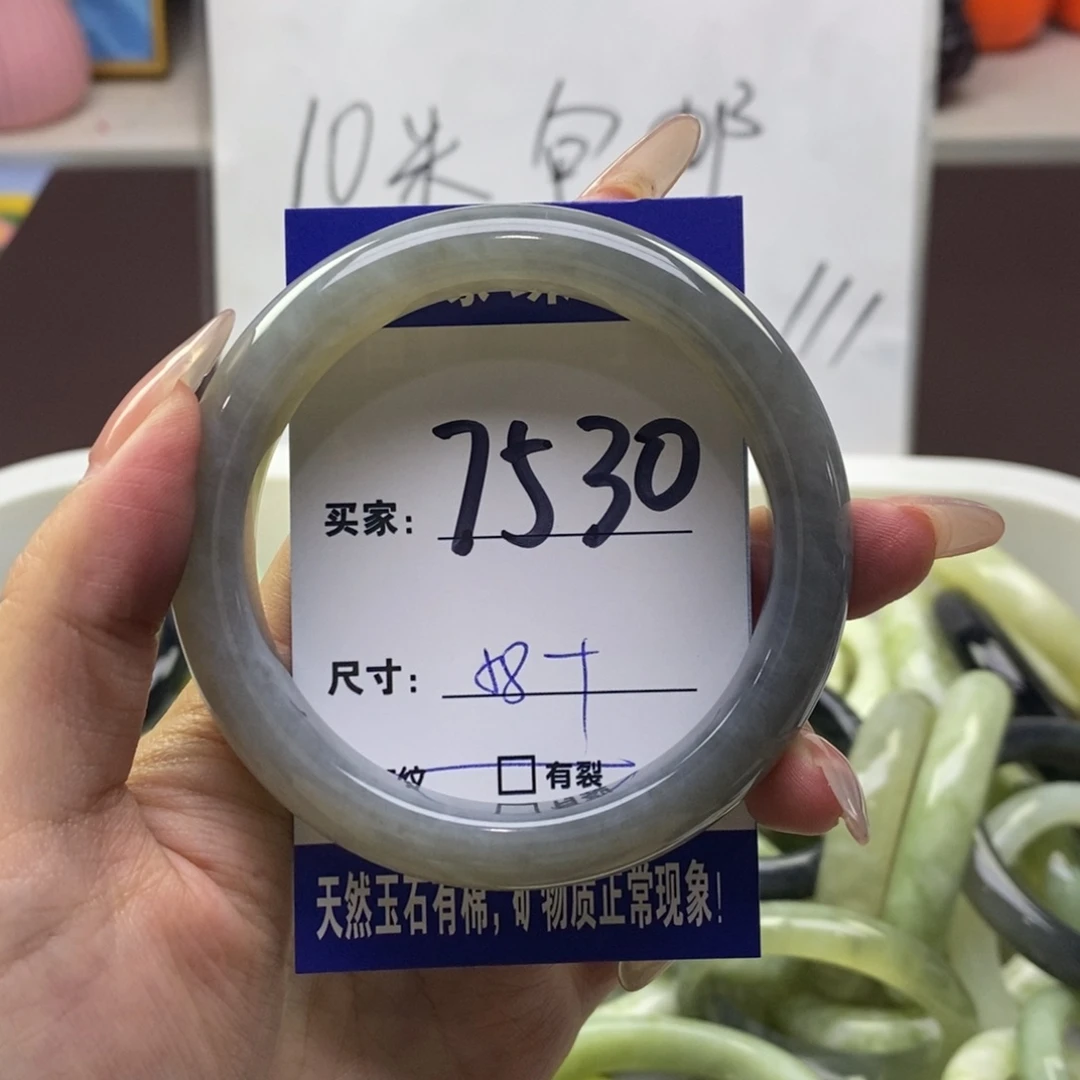 10米 包邮
买家：7530
尺寸：58+
纹 □ 有裂
天然玉石有棉，矿物质正常现象！